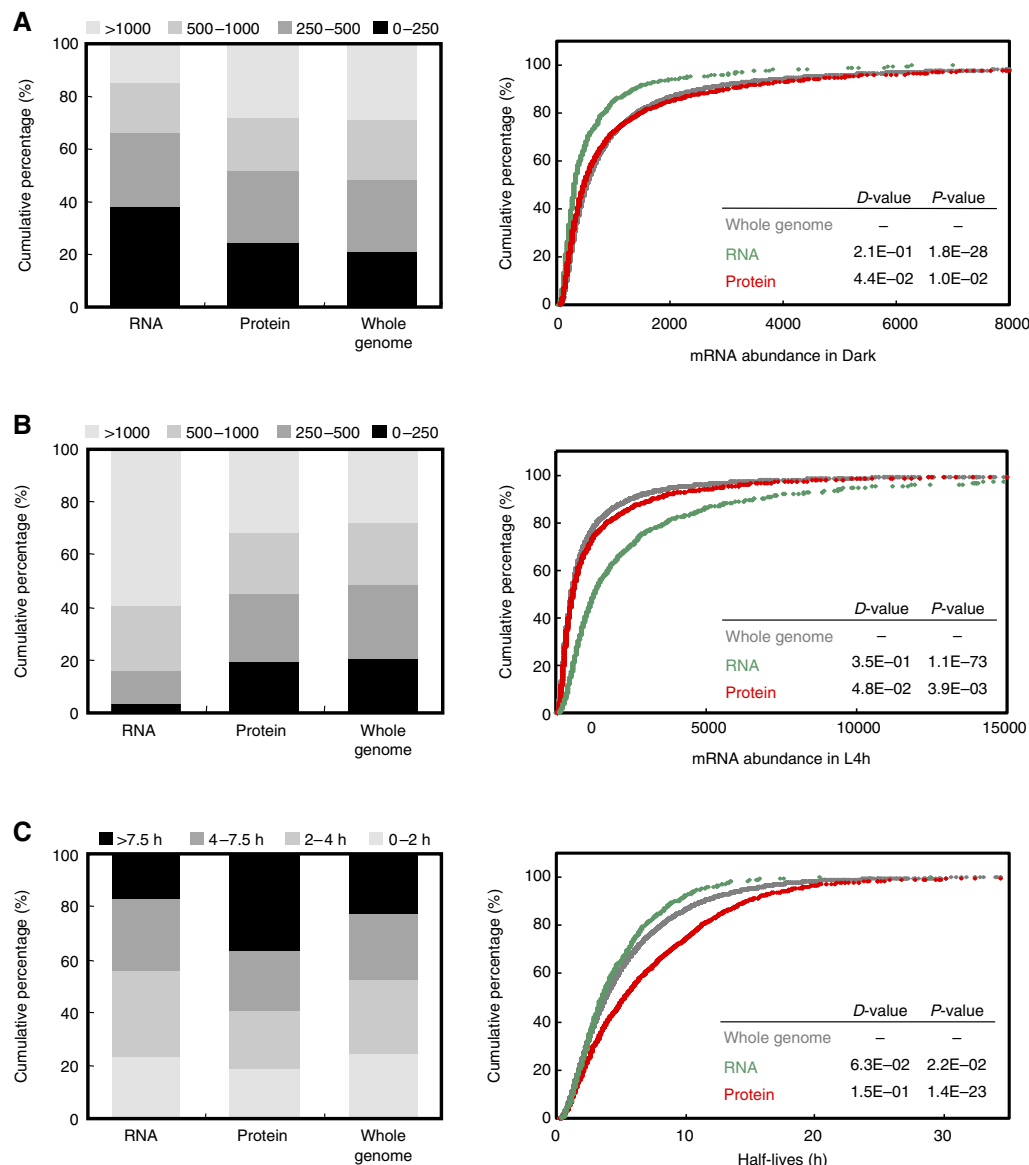 A
>1000 500–1000 250–500 0–250
Cumulative percentage (%)
100
80
60
40
20
0
RNA
Protein
Whole
genome
Cumulative percentage (%)
100
80
60
40
20
0
D-value P-value
Whole genome – –
RNA 2.1E–01 1.8E–28
Protein 4.4E–02 1.0E–02
0 2000 4000 6000 8000
mRNA abundance in Dark
B
>1000 500–1000 250–500 0–250
Cumulative percentage (%)
100
80
60
40
20
0
RNA
Protein
Whole
genome
Cumulative percentage (%)
100
80
60
40
20
0
D-value P-value
Whole genome – –
RNA 3.5E–01 1.1E–73
Protein 4.8E–02 3.9E–03
0 5000 10000 15000
mRNA abundance in L4h
C
>7.5 h 4–7.5 h 2–4 h 0–2 h
Cumulative percentage (%)
100
80
60
40
20
0
RNA
Protein
Whole
genome
Cumulative percentage (%)
100
80
60
40
20
0
D-value P-value
Whole genome – –
RNA 6.3E–02 2.2E–02
Protein 1.5E–01 1.4E–23
0 10 20 30
Half-lives (h)